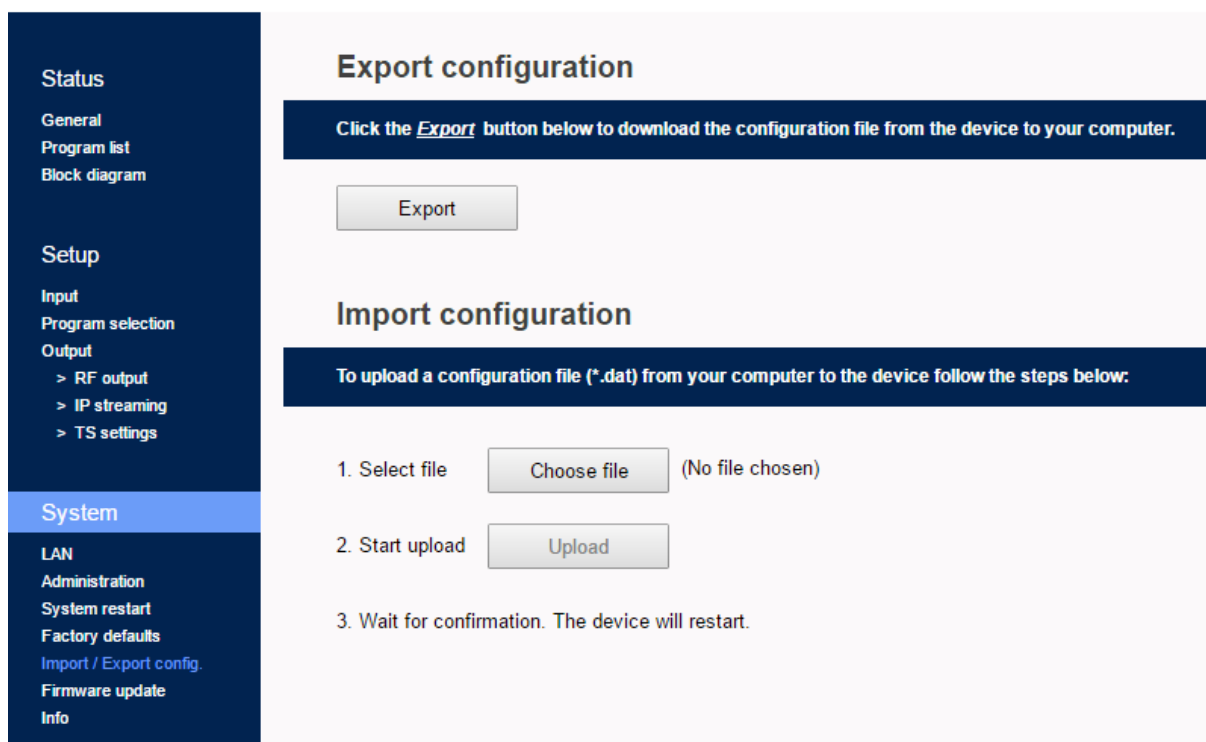 Status
General
Program list
Block diagram
Setup
Input
Program selection
Output
> RF output
> IP streaming
> TS settings
System
LAN
Administration
System restart
Factory defaults
Import / Export config.
Firmware update
Info
Export configuration
Click the Export button below to download the configuration file from the device to your computer.
Export
Import configuration
To upload a configuration file (*.dat) from your computer to the device follow the steps below:
1. Select file Choose file (No file chosen)
2. Start upload Upload
3. Wait for confirmation. The device will restart.